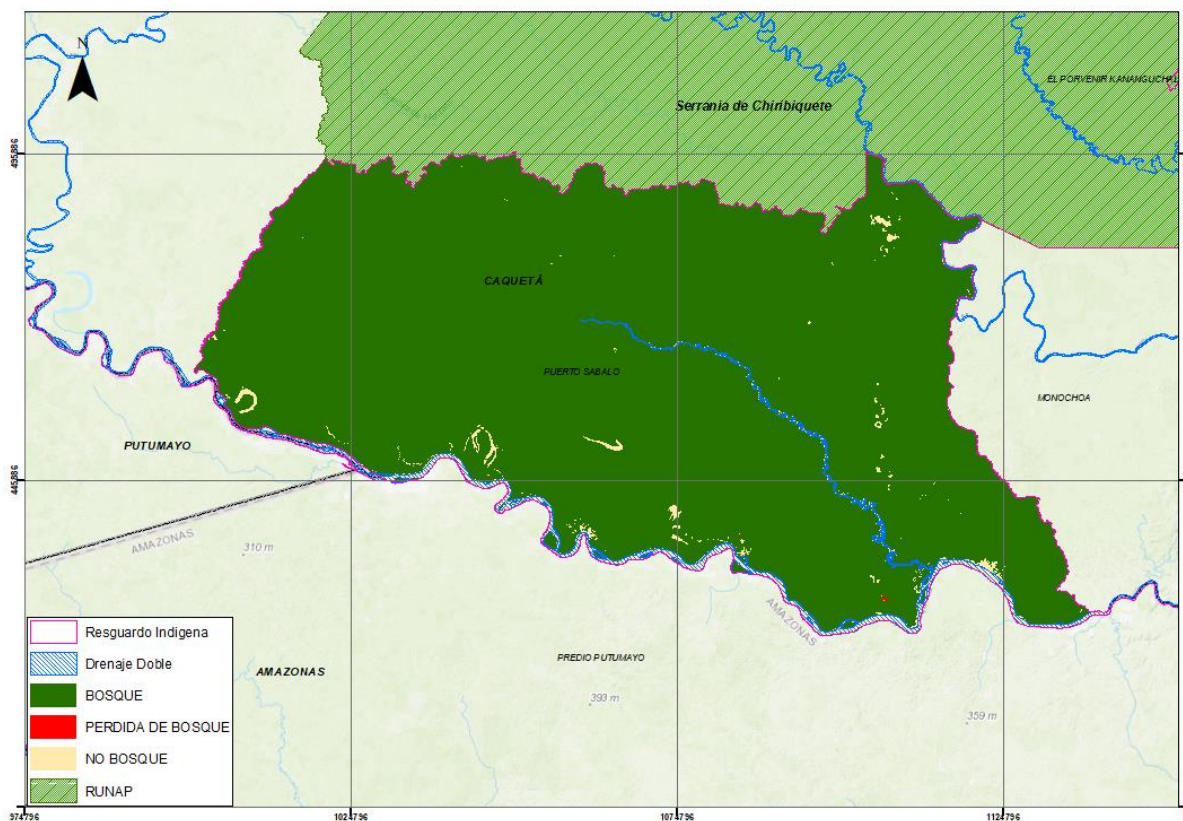 N
EL PORVENIR KANANGUCHAL
Serrania de Chiribiquete
495886
CAQUETÁ
PUERTO SABALO
MONOCHOA
PUTUMAYO
445886
AMAZONAS
310 m
AMAZONAS
AMAZONAS
PREDIO PUTUMAYO
393 m
359 m
Resguardo Indigena
Drenaje Doble
BOSQUE
PERDIDA DE BOSQUE
NO BOSQUE
RUNAP
974796
1024796
1074796
1124796